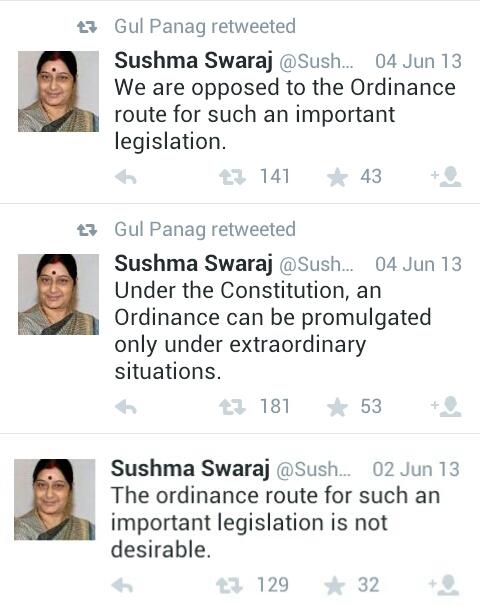 Gul Panag retweeted
Sushma Swaraj @Sush... 04 Jun 13
We are opposed to the Ordinance
route for such an important
legislation.
141 43
Gul Panag retweeted
Sushma Swaraj @Sush... 04 Jun 13
Under the Constitution, an
Ordinance can be promulgated
only under extraordinary
situations.
181 53
Sushma Swaraj @Sush... 02 Jun 13
The ordinance route for such an
important legislation is not
desirable.
129 32